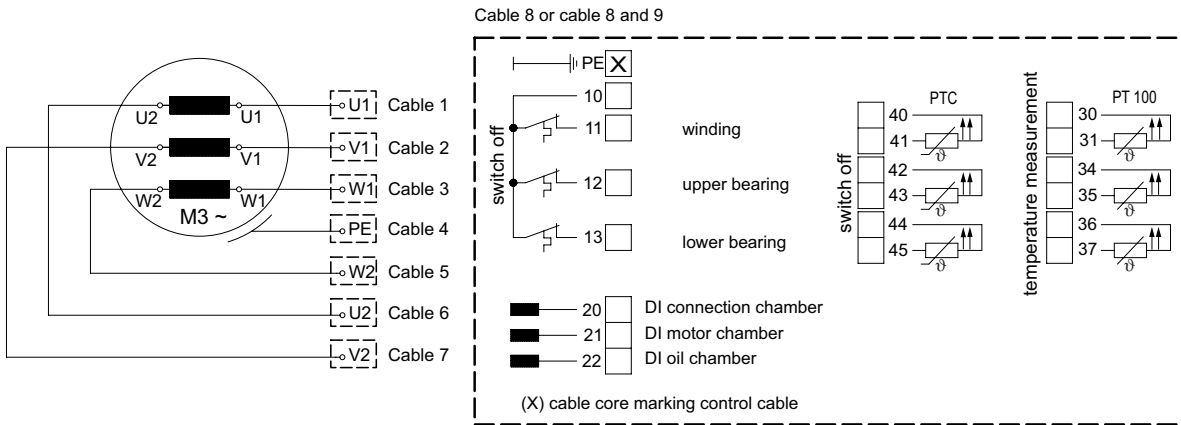 Cable 8 or cable 8 and 9
U2 U1 U1 Cable 1
V2 V1 V1 Cable 2
W2 W1 W1 Cable 3
M3 ~
PE Cable 4
W2 Cable 5
U2 Cable 6
V2 Cable 7
PE X
switch off
10
11 winding
12 upper bearing
13 lower bearing
20 DI connection chamber
21 DI motor chamber
22 DI oil chamber
(X) cable core marking control cable
switch off
PTC
40
41
ϑ
42
43
ϑ
44
45
ϑ
temperature measurement
PT 100
30
31
ϑ
34
35
ϑ
36
37
ϑ